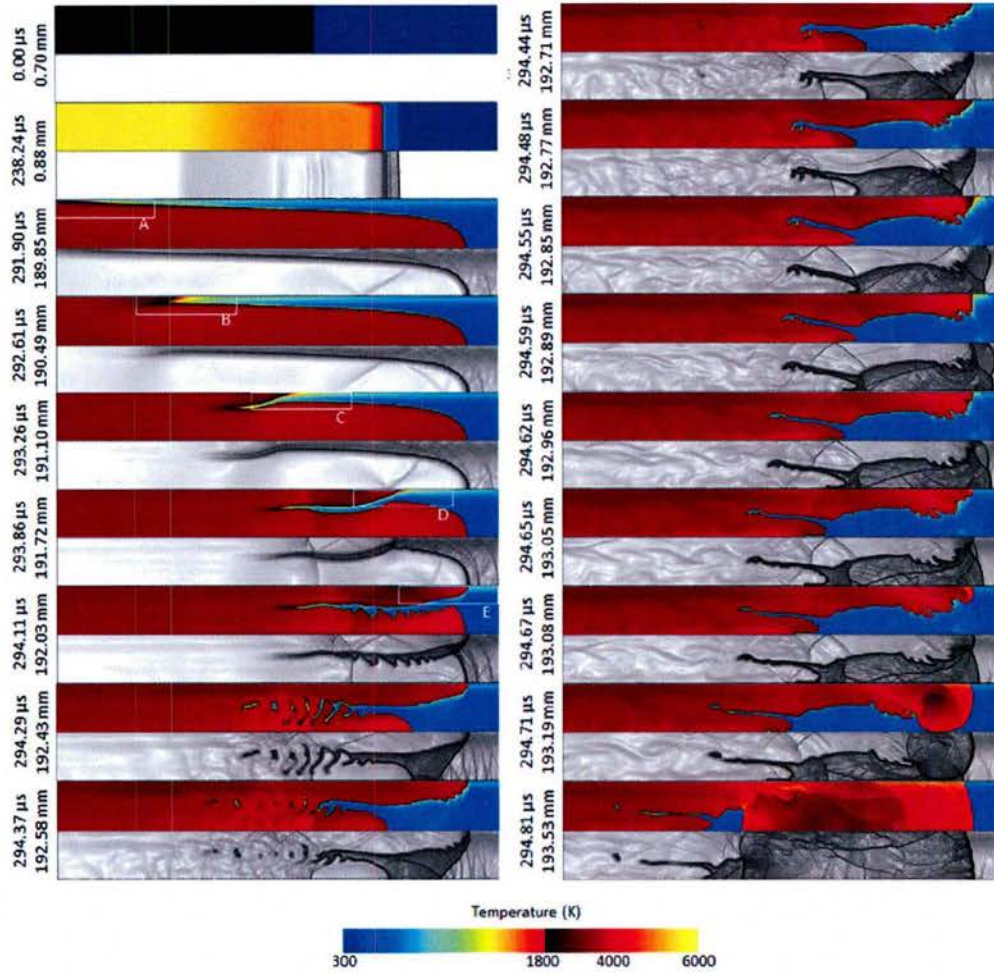 0.00 μs
0.70 mm
238.24 μs
0.88 mm
291.90 μs
189.85 mm
A
292.61 μs
190.49 mm
B
293.26 μs
191.10 mm
C
293.86 μs
191.72 mm
D
294.11 μs
192.03 mm
E
294.29 μs
192.43 mm
294.37 μs
192.58 mm
294.44 μs
192.71 mm
294.48 μs
192.77 mm
294.55 μs
192.85 mm
294.59 μs
192.89 mm
294.62 μs
192.96 mm
294.65 μs
193.05 mm
294.67 μs
193.08 mm
294.71 μs
193.19 mm
294.81 μs
193.53 mm
Temperature (K)
300 1800 4000 6000